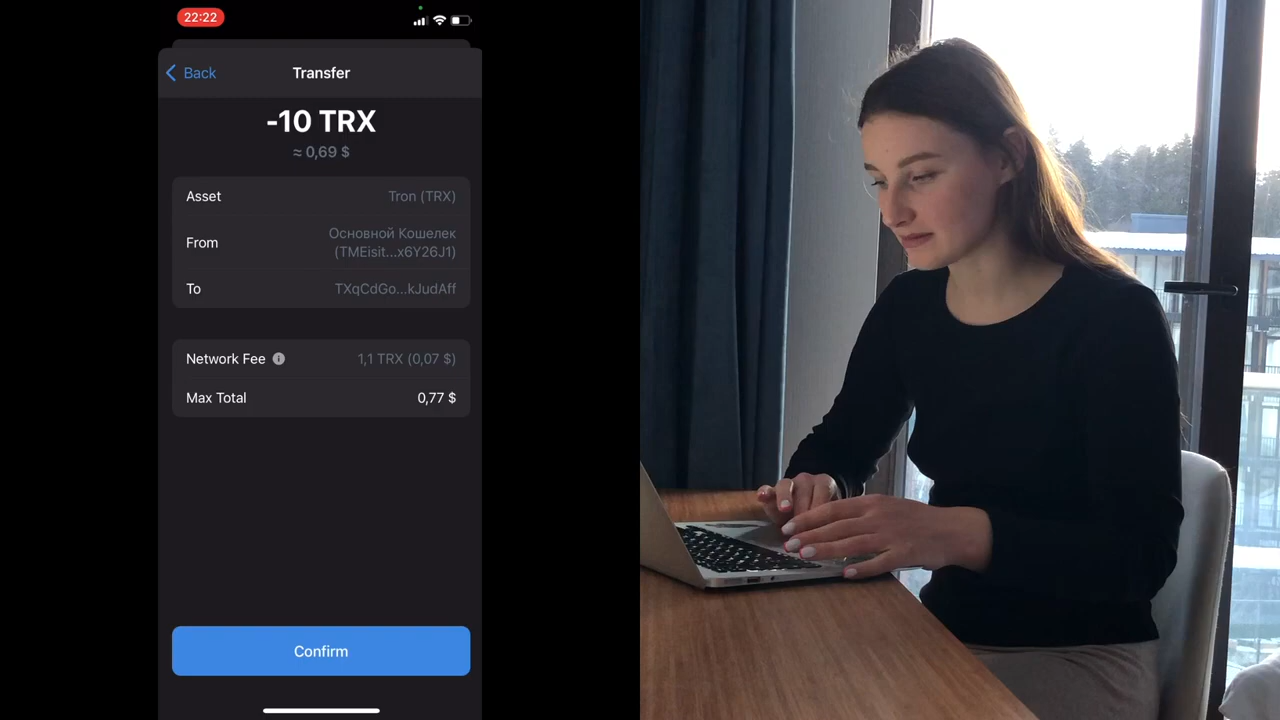 22:22
Back
Transfer
-10 TRX
≈ 0,69 $
Asset
Tron (TRX)
From
Основной Кошелек
(TMEisit...x6Y26J1)
To
TXqCdGo...kJudAff
Network Fee
1,1 TRX (0,07 $)
Max Total
0,77 $
Confirm